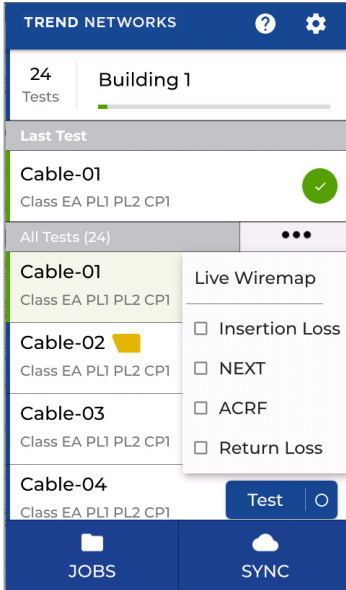 TREND NETWORKS
?
24
Tests
Building 1
Last Test
Cable-01
Class EA PL1 PL2 CP1
All Tests (24)
Cable-01
Class EA PL1 PL2 CP1
Live Wiremap
Insertion Loss
NEXT
ACRF
Return Loss
Cable-02
Class EA PL1 PL2 CP1
Cable-03
Class EA PL1 PL2 CP1
Cable-04
Class EA PL1 PL2 CP1
Test
JOBS
SYNC